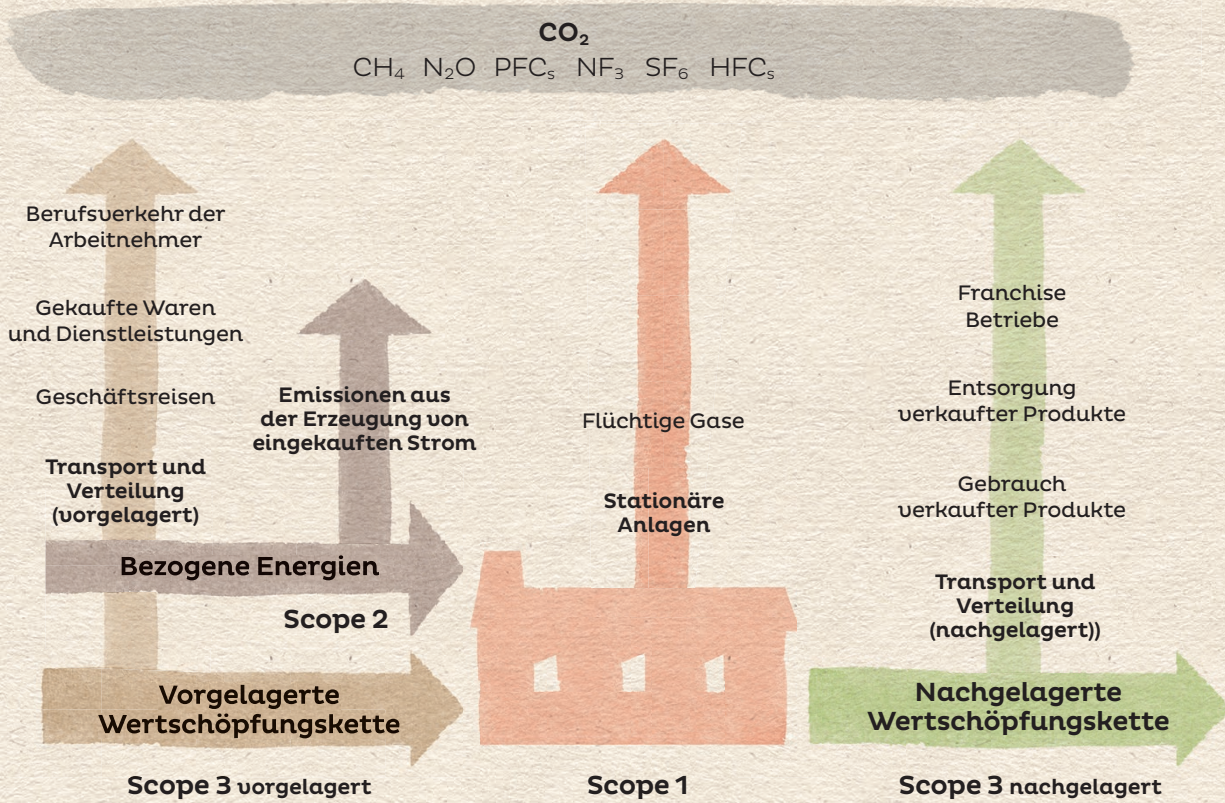 CO₂
CH₄ N₂O PFCₛ NF₃ SF₆ HFCₛ
Berufsverkehr der
Arbeitnehmer
Gekaufte Waren
und Dienstleistungen
Geschäftsreisen
Transport und
Verteilung
(vorgelagert)
Emissionen aus
der Erzeugung von
eingekauften Strom
Bezogene Energien
Scope 2
Vorgelagerte
Wertschöpfungskette
Scope 3 vorgelagert
Flüchtige Gase
Stationäre
Anlagen
Scope 1
Franchise
Betriebe
Entsorgung
verkaufter Produkte
Gebrauch
verkaufter Produkte
Transport und
Verteilung
(nachgelagert))
Nachgelagerte
Wertschöpfungskette
Scope 3 nachgelagert